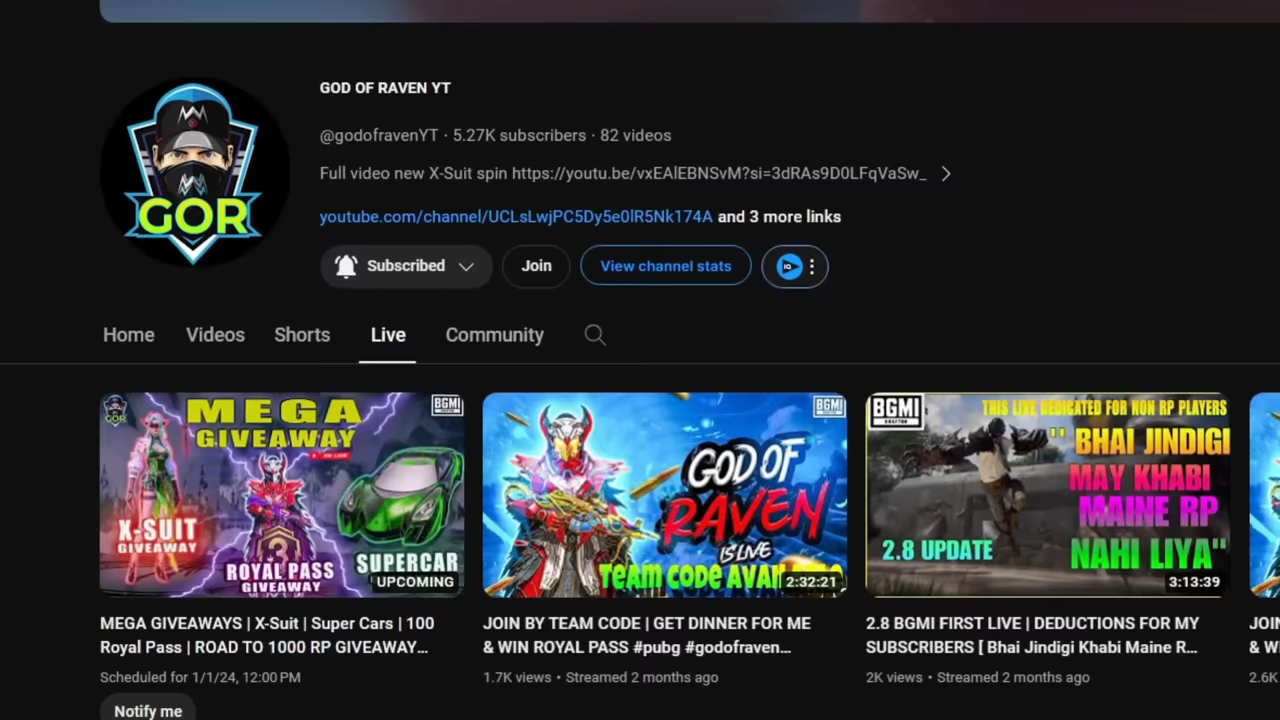 GOD OF RAVEN YT
@godofravenYT · 5.27K subscribers · 82 videos
Full video new X-Suit spin https://youtu.be/vxEAlEBNSvM?si=3dRAs9D0LFqVaSw_
youtube.com/channel/UCLsLwjPC5Dy5e0lR5Nk174A and 3 more links
GOR
Subscribed
Join
View channel stats
IQ
Home
Videos
Shorts
Live
Community
GOR
MEGA
GIVEAWAY
BGMI
X-SUIT
GIVEAWAY
3
ROYAL PASS
GIVEAWAY
SUPERCAR
UPCOMING
BGMI
GOD OF
RAVEN
IS LIVE
TEAM CODE
2:32:21
BGMI
KRAFTON
THIS LIVE DEDICATED FOR NON RP PLAYERS
" BHAI JINDIGI
MAY KHABI
MAINE RP
NAHI LIYA"
2.8 UPDATE
3:13:39
MEGA GIVEAWAYS | X-Suit | Super Cars | 100
Royal Pass | ROAD TO 1000 RP GIVEAWAY...
Scheduled for 1/1/24, 12:00 PM
Notify me
JOIN BY TEAM CODE | GET DINNER FOR ME
& WIN ROYAL PASS #pubg #godofraven...
1.7K views • Streamed 2 months ago
2.8 BGMI FIRST LIVE | DEDUCTIONS FOR MY
SUBSCRIBERS [ Bhai Jindigi Khabi Maine R...
2K views • Streamed 2 months ago
JOIN
& W
2.6K